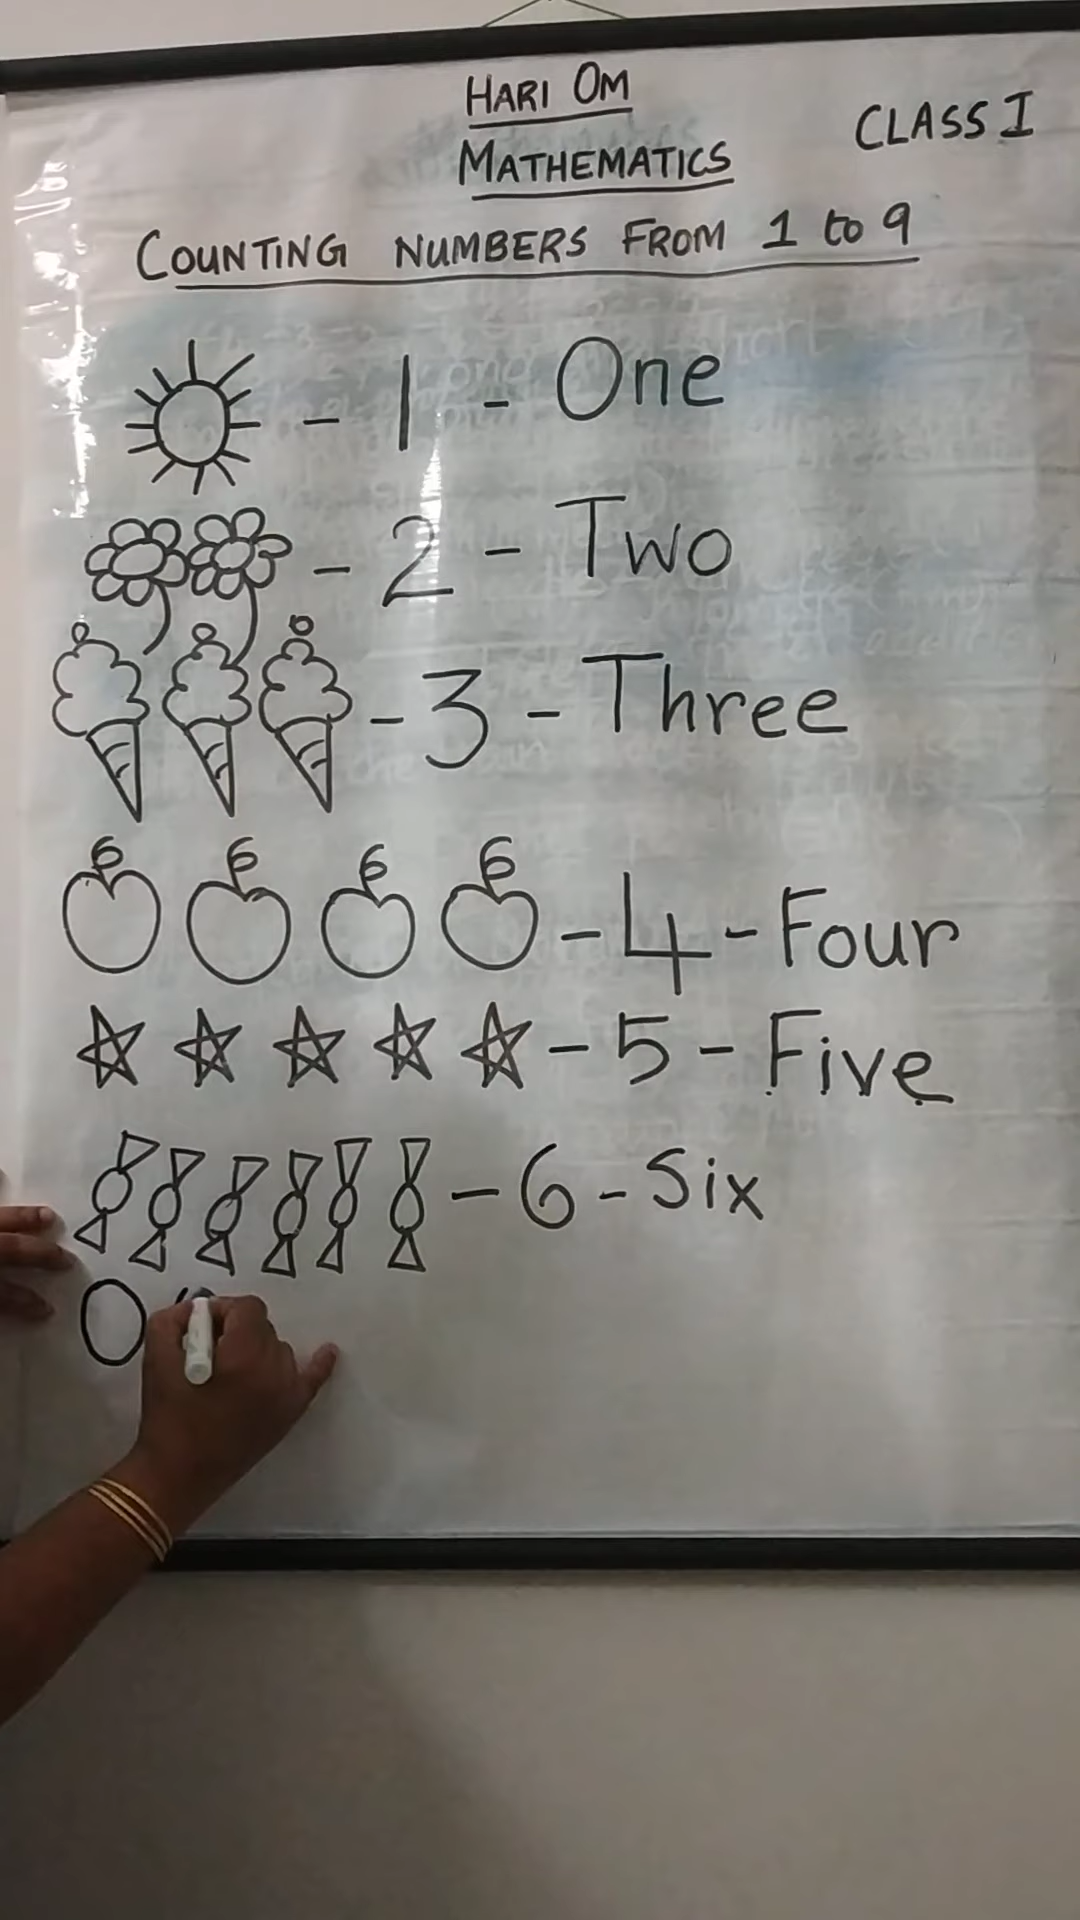 HARI OM
MATHEMATICS
CLASS I
COUNTING NUMBERS FROM 1 to 9
- 1 - One
- 2 - Two
- 3 - Three
- 4 - Four
- 5 - Five
- 6 - Six